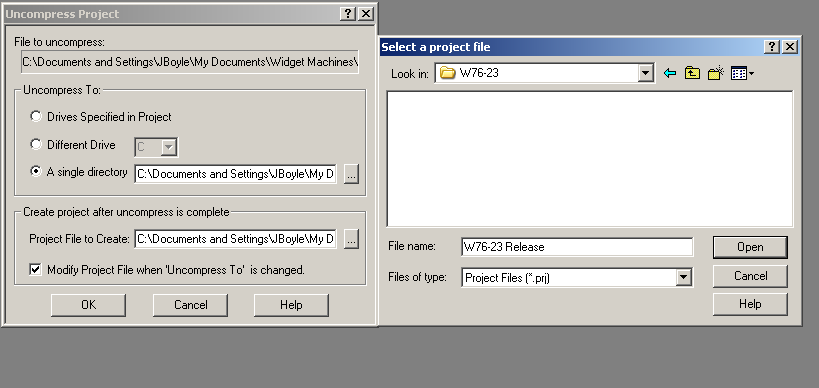 Uncompress Project
File to uncompress:
C:\Documents and Settings\JBoyle\My Documents\Widget Machines\
Uncompress To:
Drives Specified in Project
Different Drive
C
A single directory
C:\Documents and Settings\JBoyle\My D
...
Create project after uncompress is complete
Project File to Create:
C:\Documents and Settings\JBoyle\My D
...
Modify Project File when 'Uncompress To' is changed.
OK
Cancel
Help
Select a project file
Look in:
W76-23
File name:
W76-23 Release
Open
Files of type:
Project Files (*.prj)
Cancel
Help